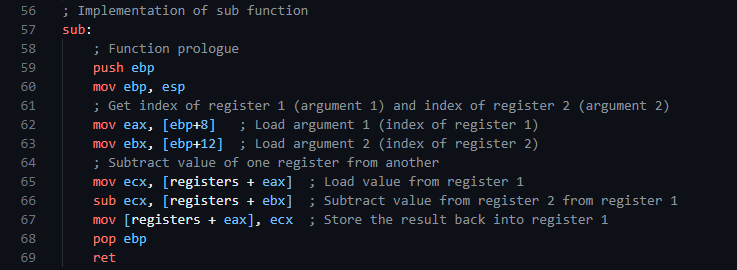 56 ; Implementation of sub function
57 sub:
58 ; Function prologue
59 push ebp
60 mov ebp, esp
61 ; Get index of register 1 (argument 1) and index of register 2 (argument 2)
62 mov eax, [ebp+8] ; Load argument 1 (index of register 1)
63 mov ebx, [ebp+12] ; Load argument 2 (index of register 2)
64 ; Subtract value of one register from another
65 mov ecx, [registers + eax] ; Load value from register 1
66 sub ecx, [registers + ebx] ; Subtract value from register 2 from register 1
67 mov [registers + eax], ecx ; Store the result back into register 1
68 pop ebp
69 ret